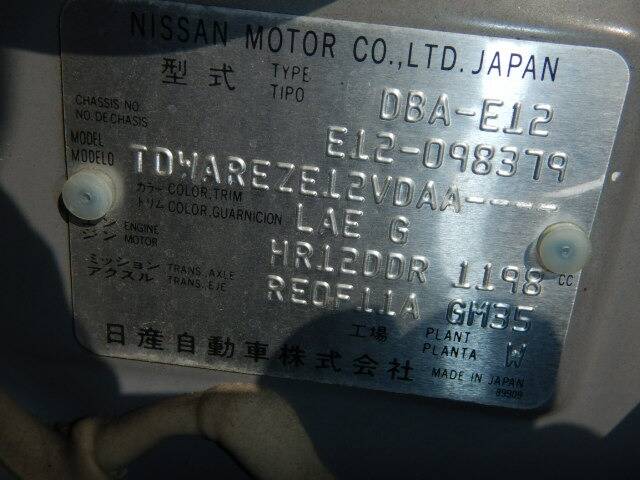 NISSAN MOTOR CO.,LTD. JAPAN
型式 TYPE TIPO DBA-E12
CHASSIS NO. NO.DE CHASIS E12-098379
MODEL MODELO TDWAREZE12VDAA----
カラー トリム COLOR,TRIM COLOR,GUARNICION LAE G
ジン ENGINE MOTOR HR12DDR 1198 CC
ミッション アクスル TRANS.AXLE TRANS.EJE RE0F11A GM35
工場 PLANT PLANTA W
日産自動車株式会社 MADE IN JAPAN
89909